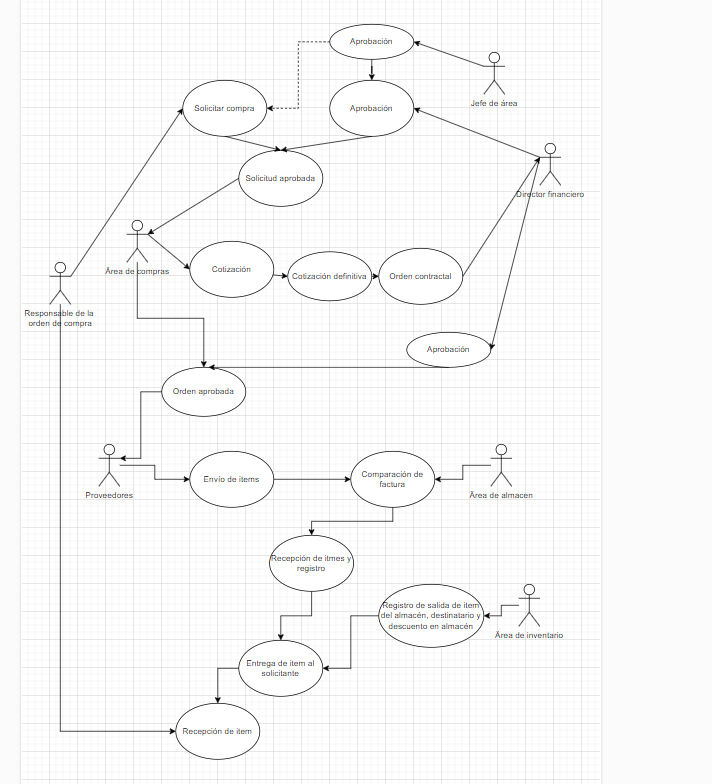 Aprobación
Jefe de área
Solicitar compra
Aprobación
Solicitud aprobada
Director financiero
Área de compras
Cotización
Cotización definitiva
Orden contractal
Responsable de la
orden de compra
Aprobación
Orden aprobada
Proveedores
Envío de items
Comparación de
factura
Área de almacen
Recepción de itmes y
registro
Registro de salida de item
del almacén, destinatario y
descuento en almacén
Área de inventario
Entrega de item al
solicitante
Recepción de item